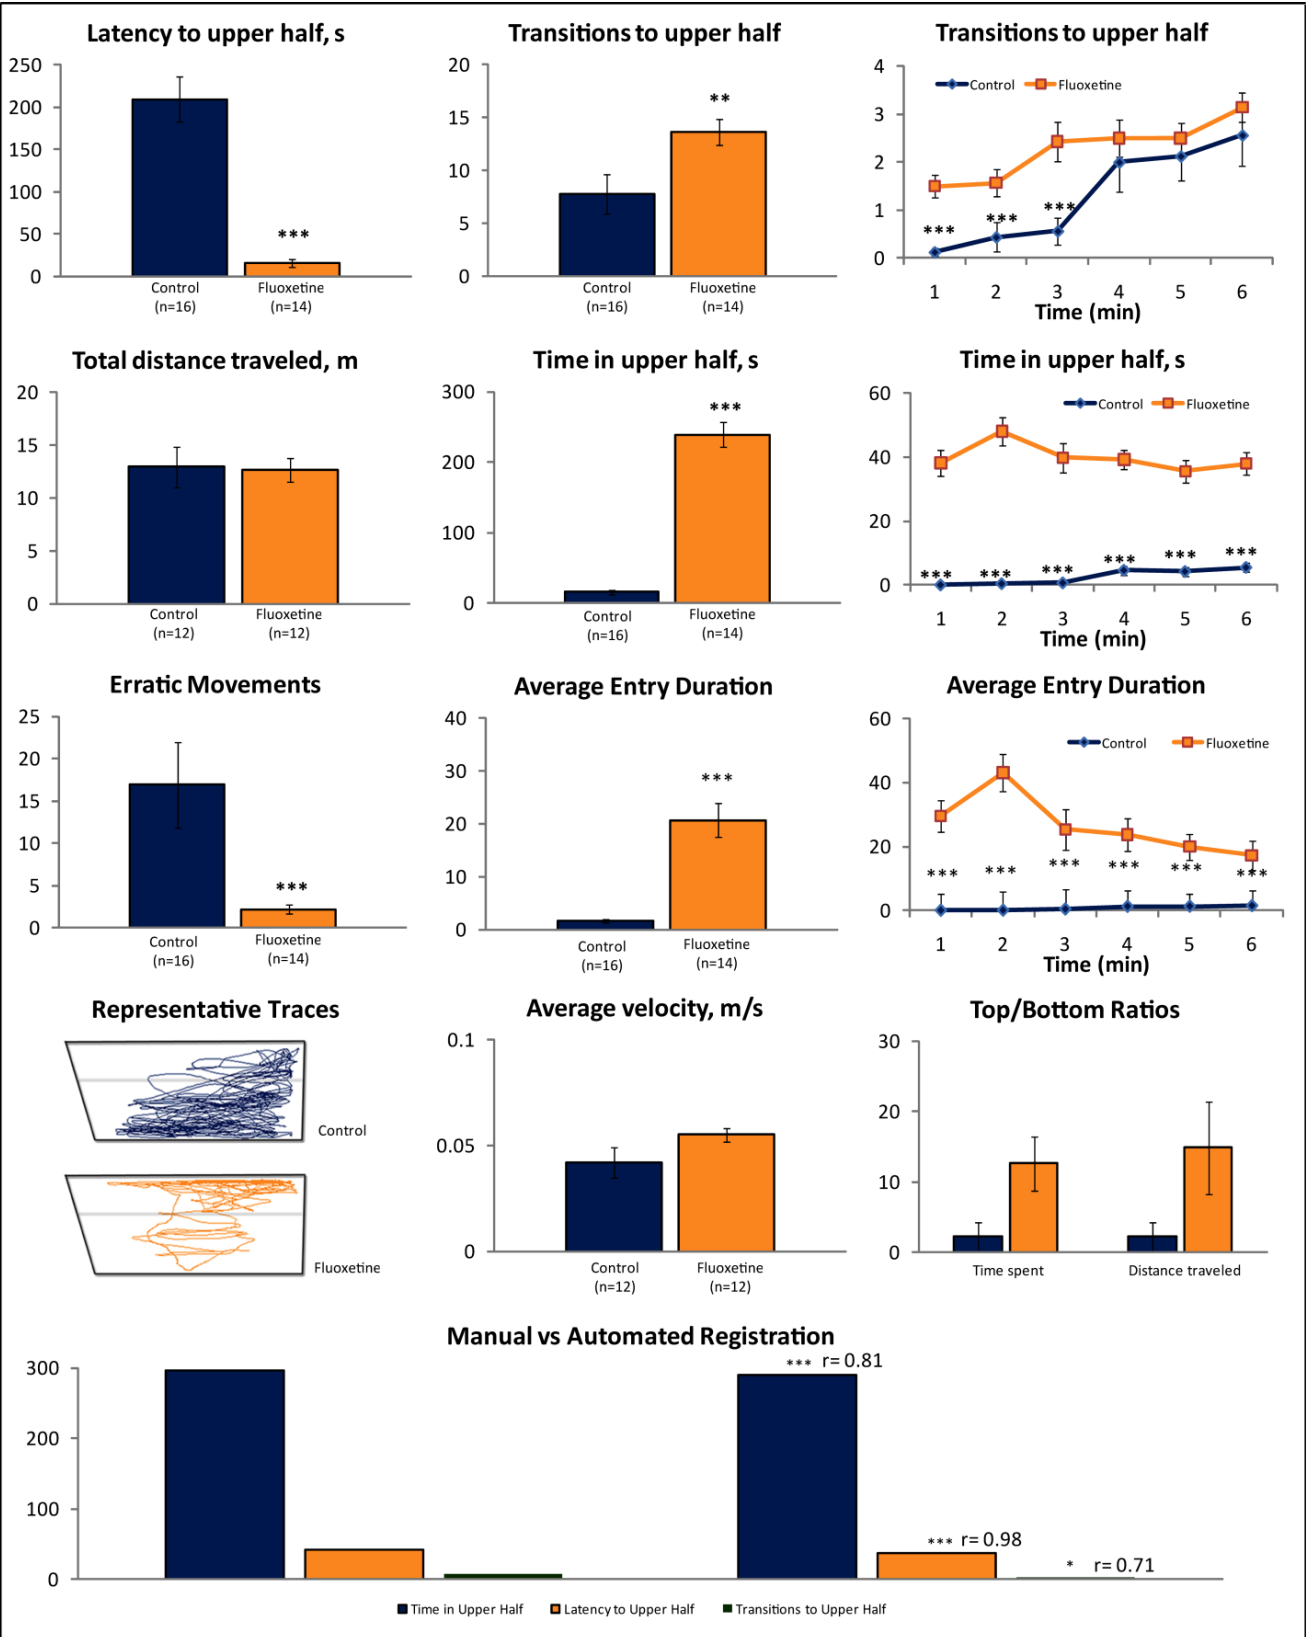 Latency to upper half, s
250
200
150
100
50
0
***
Control
(n=16)
Fluoxetine
(n=14)
Transitions to upper half
20
15
10
5
0
**
Control
(n=16)
Fluoxetine
(n=14)
Transitions to upper half
4
3
2
1
0
Control
Fluoxetine
***
***
***
1 2 3 4 5 6
Time (min)
Total distance traveled, m
20
15
10
5
0
Control
(n=12)
Fluoxetine
(n=12)
Time in upper half, s
300
200
100
0
***
Control
(n=16)
Fluoxetine
(n=14)
Time in upper half, s
60
40
20
0
Control
Fluoxetine
*** *** *** *** *** ***
1 2 3 4 5 6
Time (min)
Erratic Movements
25
20
15
10
5
0
***
Control
(n=16)
Fluoxetine
(n=14)
Average Entry Duration
40
30
20
10
0
***
Control
(n=16)
Fluoxetine
(n=14)
Average Entry Duration
60
40
20
0
Control
Fluoxetine
*** *** *** *** *** ***
1 2 3 4 5 6
Time (min)
Representative Traces
Control
Fluoxetine
Average velocity, m/s
0.1
0.05
0
Control
(n=12)
Fluoxetine
(n=12)
Top/Bottom Ratios
30
20
10
0
Time spent
Distance traveled
Manual vs Automated Registration
300
200
100
0
*** r= 0.81
*** r= 0.98
* r= 0.71
Time in Upper Half
Latency to Upper Half
Transitions to Upper Half